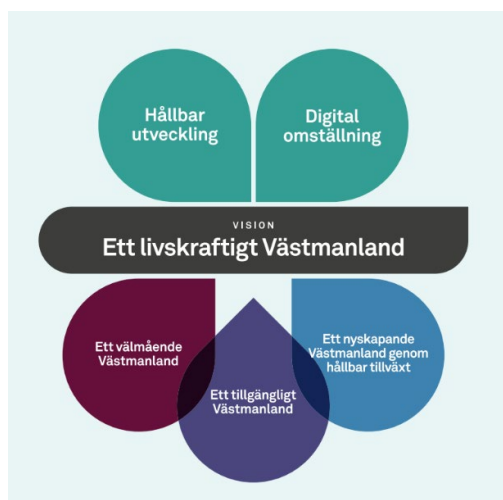 Hållbar
utveckling
Digital
omställning
VISION
Ett livskraftigt Västmanland
Ett välmående
Västmanland
Ett tillgängligt
Västmanland
Ett nyskapande
Västmanland genom
hållbar tillväxt